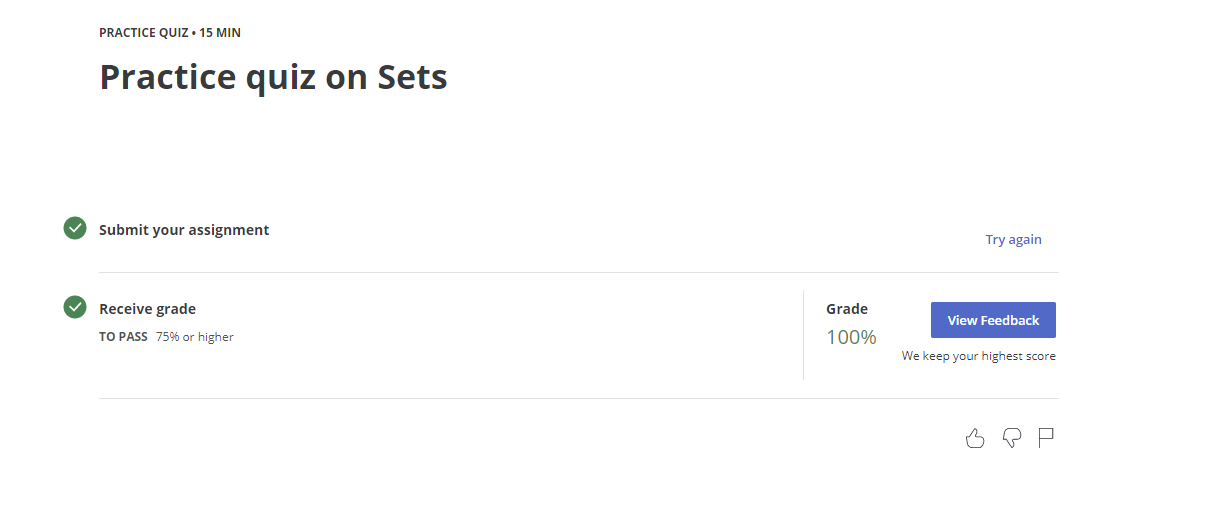 PRACTICE QUIZ • 15 MIN
Practice quiz on Sets
Submit your assignment
Try again
Receive grade
TO PASS 75% or higher
Grade
100%
View Feedback
We keep your highest score